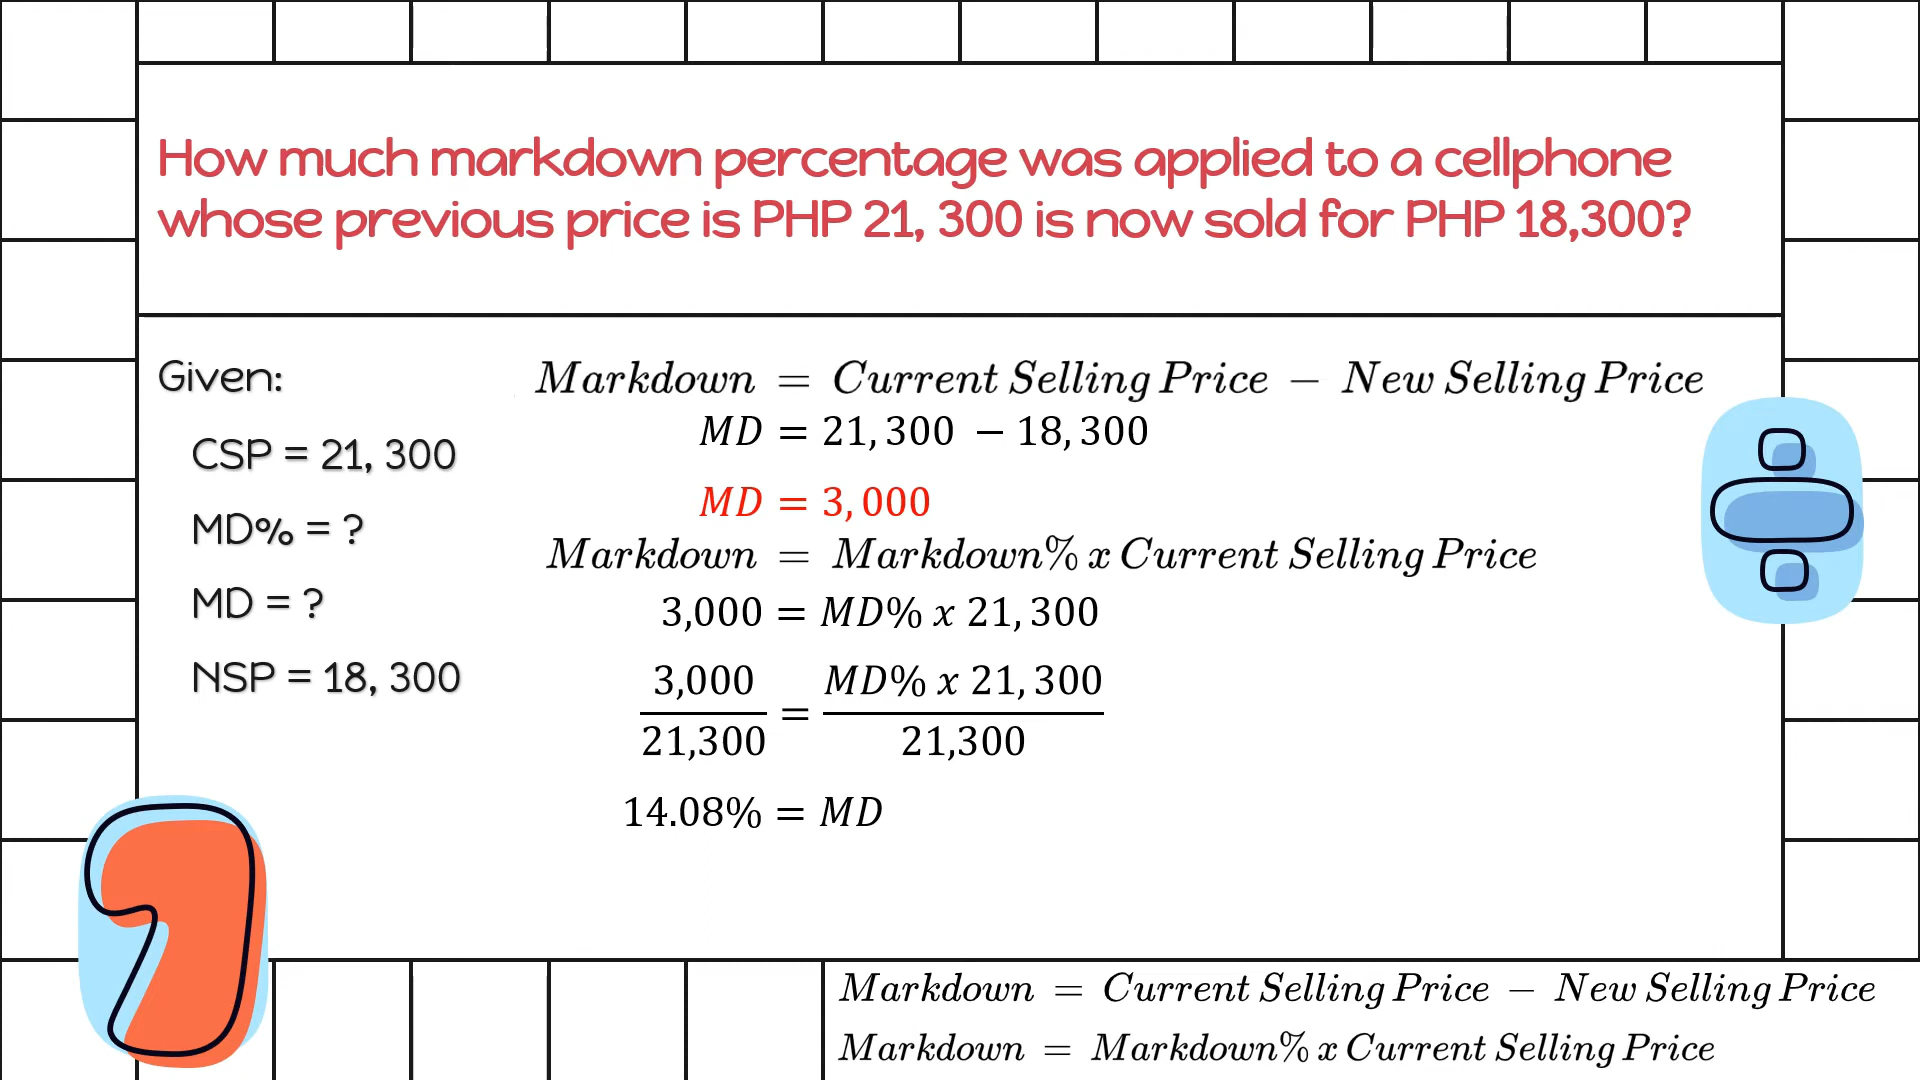 How much markdown percentage was applied to a cellphone
whose previous price is PHP 21, 300 is now sold for PHP 18,300?
Given:
CSP = 21, 300
MD% = ?
MD = ?
NSP = 18, 300
Markdown = Current Selling Price − New Selling Price
MD = 21, 300 − 18, 300
MD = 3, 000
Markdown = Markdown% x Current Selling Price
3,000 = MD% x 21, 300
3,000 / 21,300 = MD% x 21, 300 / 21,300
14.08% = MD
Markdown = Current Selling Price − New Selling Price
Markdown = Markdown% x Current Selling Price